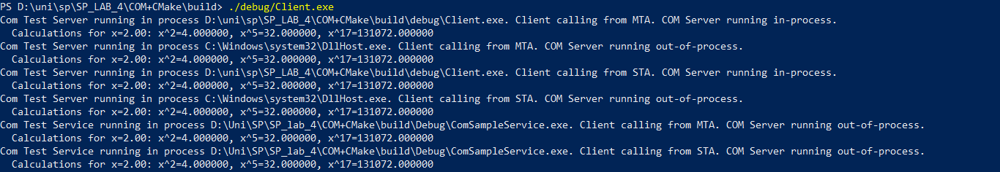 PS D:\uni\sp\SP_LAB_4\COM+CMake\build> ./debug/Client.exe
Com Test Server running in process D:\uni\sp\SP_LAB_4\COM+CMake\build\debug\Client.exe. Client calling from MTA. COM Server running in-process.
  Calculations for x=2.00: x^2=4.000000, x^5=32.000000, x^17=131072.000000
Com Test Server running in process C:\Windows\system32\DllHost.exe. Client calling from MTA. COM Server running out-of-process.
  Calculations for x=2.00: x^2=4.000000, x^5=32.000000, x^17=131072.000000
Com Test Server running in process D:\uni\sp\SP_LAB_4\COM+CMake\build\debug\Client.exe. Client calling from STA. COM Server running in-process.
  Calculations for x=2.00: x^2=4.000000, x^5=32.000000, x^17=131072.000000
Com Test Server running in process C:\Windows\system32\DllHost.exe. Client calling from STA. COM Server running out-of-process.
  Calculations for x=2.00: x^2=4.000000, x^5=32.000000, x^17=131072.000000
Com Test Service running in process D:\Uni\SP\SP_lab_4\COM+CMake\build\Debug\ComSampleService.exe. Client calling from MTA. COM Server running out-of-process.
  Calculations for x=2.00: x^2=4.000000, x^5=32.000000, x^17=131072.000000
Com Test Service running in process D:\Uni\SP\SP_lab_4\COM+CMake\build\Debug\ComSampleService.exe. Client calling from STA. COM Server running out-of-process.
  Calculations for x=2.00: x^2=4.000000, x^5=32.000000, x^17=131072.000000